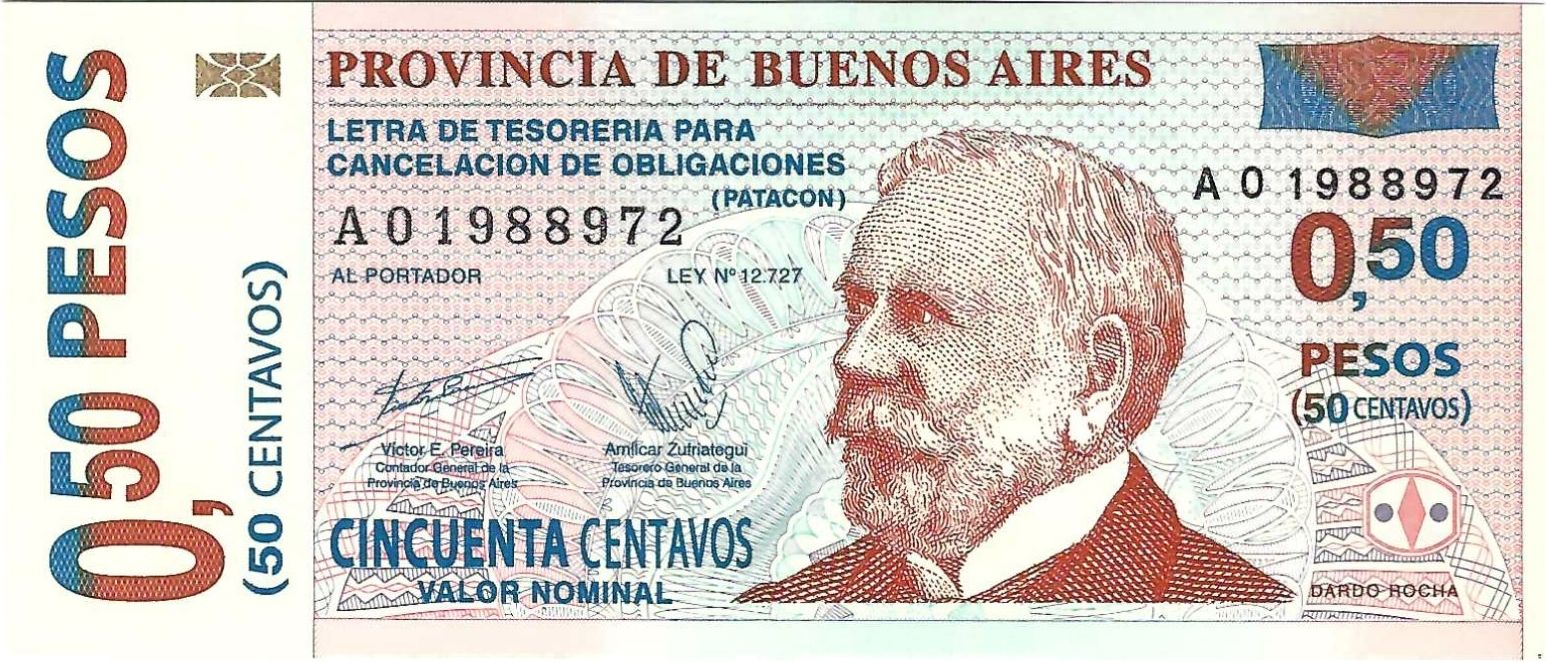 0,50 PESOS
(50 CENTAVOS)
PROVINCIA DE BUENOS AIRES
LETRA DE TESORERIA PARA
CANCELACION DE OBLIGACIONES
(PATACON)
A 0 1988972
A 0 1988972
AL PORTADOR LEY Nº 12.727
0,50
PESOS
(50 CENTAVOS)
Víctor E. Pereira
Contador General de la
Provincia de Buenos Aires
Amílcar Zufriategui
Tesorero General de la
Provincia de Buenos Aires
CINCUENTA CENTAVOS
VALOR NOMINAL
DARDO ROCHA